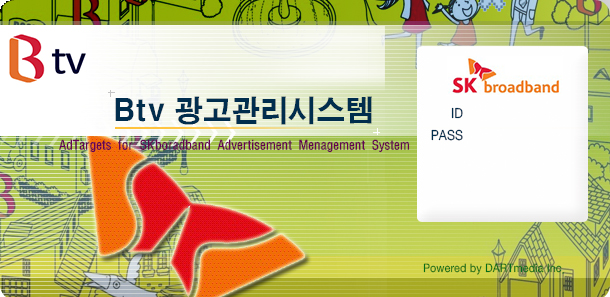 B tv
Btv 광고관리시스템
AdTargets for SKboradband Advertisement Menagement System
SK broadband
ID
PASS
Powered by DARTmedia inc